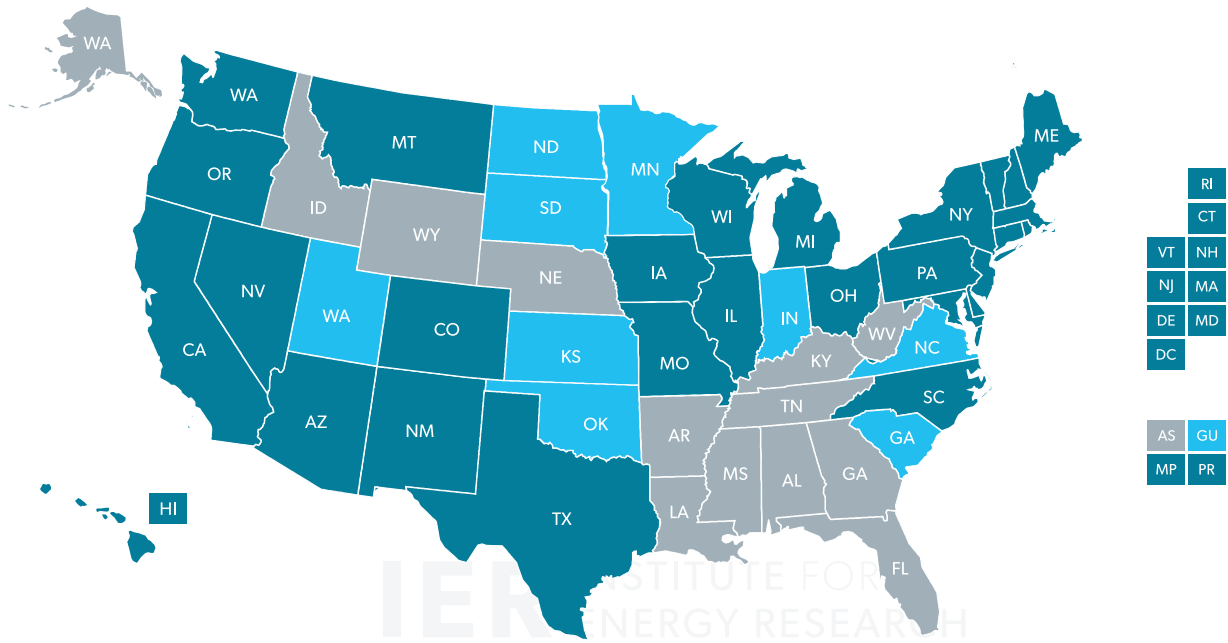 WA
WA
MT
ND
MN
ME
OR
ID
SD
WI
NY
RI
WY
MI
CT
NE
IA
PA
VT NH
NV
OH
NJ MA
WA
CO
IL
IN
DE MD
CA
KS
MO
KY
WV
NC
DC
AZ
NM
OK
TN
SC
AR
GA
AS GU
MS
AL
GA
MP PR
HI
TX
LA
FL
IER INSTITUTE FOR
ENERGY RESEARCH